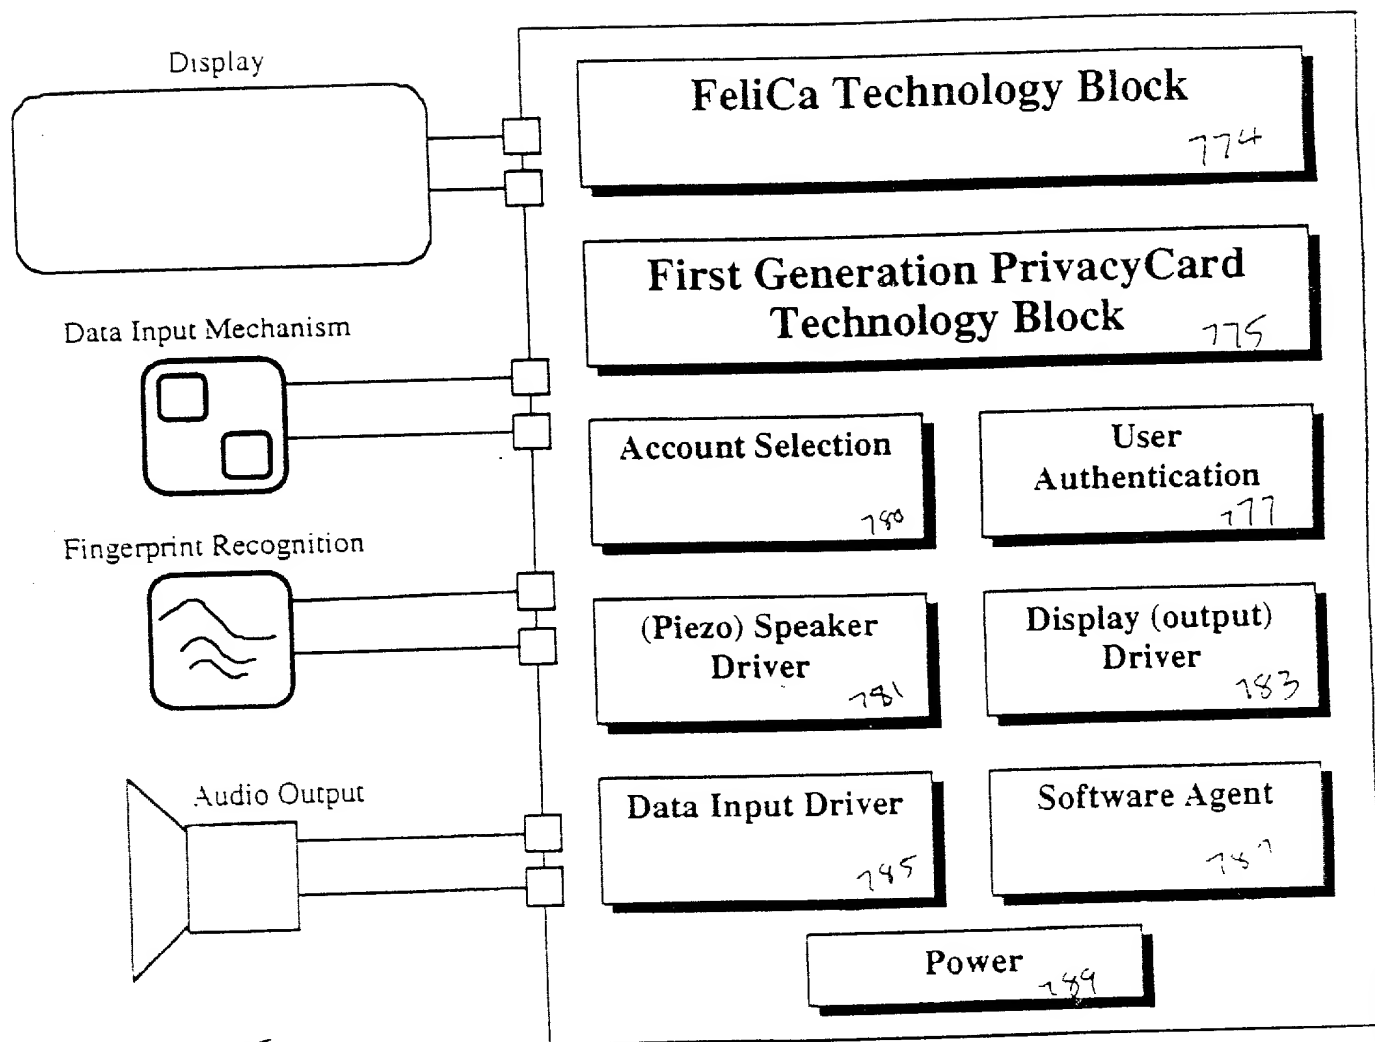 Display
FeliCa Technology Block
774
First Generation PrivacyCard
Technology Block
775
Data Input Mechanism
Account Selection
780
User
Authentication
777
Fingerprint Recognition
(Piezo) Speaker
Driver
781
Display (output)
Driver
783
Audio Output
Data Input Driver
785
Software Agent
787
Power
789